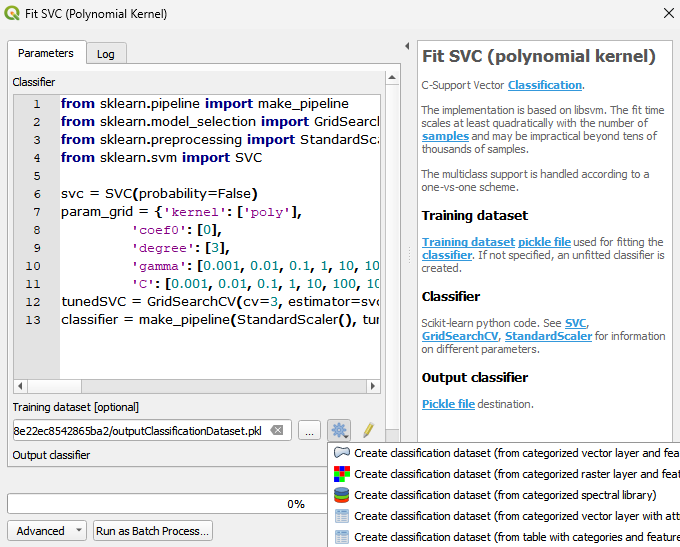 Fit SVC (Polynomial Kernel)
Parameters
Log
Classifier
1 from sklearn.pipeline import make_pipeline
2 from sklearn.model_selection import GridSearch
3 from sklearn.preprocessing import StandardSca
4 from sklearn.svm import SVC
5
6 svc = SVC(probability=False)
7 param_grid = {'kernel': ['poly'],
8 'coef0': [0],
9 'degree': [3],
10 'gamma': [0.001, 0.01, 0.1, 1, 10, 10
11 'C': [0.001, 0.01, 0.1, 1, 10, 100, 10
12 tunedSVC = GridSearchCV(cv=3, estimator=svc
13 classifier = make_pipeline(StandardScaler(), tun
Training dataset [optional]
8e22ec8542865ba2/outputClassificationDataset.pkl
...
Output classifier
0%
Advanced
Run as Batch Process...
Fit SVC (polynomial kernel)
C-Support Vector Classification.
The implementation is based on libsvm. The fit time
scales at least quadratically with the number of
samples and may be impractical beyond tens of
thousands of samples.
The multiclass support is handled according to a
one-vs-one scheme.
Training dataset
Training dataset pickle file used for fitting the
classifier. If not specified, an unfitted classifier is
created.
Classifier
Scikit-learn python code. See SVC,
GridSearchCV, StandardScaler for information
on different parameters.
Output classifier
Pickle file destination.
Create classification dataset (from categorized vector layer and fea
Create classification dataset (from categorized raster layer and feat
Create classification dataset (from categorized spectral library)
Create classification dataset (from categorized vector layer with att
Create classification dataset (from table with categories and feature